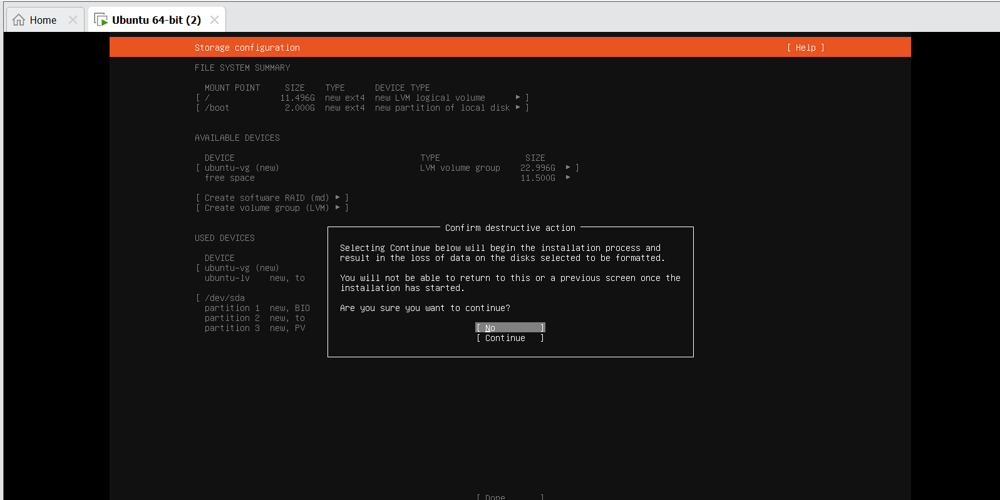 Home
Ubuntu 64-bit (2)
Storage configuration [ Help ]
FILE SYSTEM SUMMARY
MOUNT POINT SIZE TYPE DEVICE TYPE
[ / 11.496G new ext4 new LVM logical volume ▸ ]
[ /boot 2.000G new ext4 new partition of local disk ▸ ]
AVAILABLE DEVICES
DEVICE TYPE SIZE
[ ubuntu-vg (new) LVM volume group 22.996G ▸ ]
free space 11.500G ▸
[ Create software RAID (md) ▸ ]
[ Create volume group (LVM) ▸ ]
USED DEVICES
DEVICE
[ ubuntu-vg (new)
ubuntu-lv new, to
[ /dev/sda
partition 1 new, BIO
partition 2 new, to
partition 3 new, PV
Confirm destructive action
Selecting Continue below will begin the installation process and
result in the loss of data on the disks selected to be formatted.
You will not be able to return to this or a previous screen once the
installation has started.
Are you sure you want to continue?
[ No ]
[ Continue ]
[ Done ]